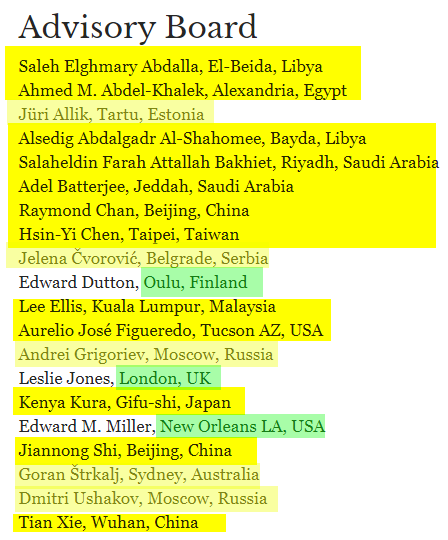 Advisory Board
Saleh Elghmary Abdalla, El-Beida, Libya
Ahmed M. Abdel-Khalek, Alexandria, Egypt
Jüri Allik, Tartu, Estonia
Alsedig Abdalgadr Al-Shahomee, Bayda, Libya
Salaheldin Farah Attallah Bakhiet, Riyadh, Saudi Arabia
Adel Batterjee, Jeddah, Saudi Arabia
Raymond Chan, Beijing, China
Hsin-Yi Chen, Taipei, Taiwan
Jelena Čvorović, Belgrade, Serbia
Edward Dutton, Oulu, Finland
Lee Ellis, Kuala Lumpur, Malaysia
Aurelio José Figueredo, Tucson AZ, USA
Andrei Grigoriev, Moscow, Russia
Leslie Jones, London, UK
Kenya Kura, Gifu-shi, Japan
Edward M. Miller, New Orleans LA, USA
Jiannong Shi, Beijing, China
Goran Štrkalj, Sydney, Australia
Dmitri Ushakov, Moscow, Russia
Tian Xie, Wuhan, China